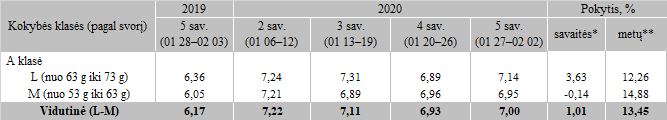 Kokybės klasės (pagal svorį) 2019 2020 Pokytis, %
5 sav. (01 28–02 03) 2 sav. (01 06–12) 3 sav. (01 13–19) 4 sav. (01 20–26) 5 sav. (01 27–02 02) savaitės* metų**
A klasė
L (nuo 63 g iki 73 g) 6,36 7,24 7,31 6,89 7,14 3,63 12,26
M (nuo 53 g iki 63 g) 6,05 7,21 6,89 6,96 6,95 -0,14 14,88
Vidutinė (L-M) 6,17 7,22 7,11 6,93 7,00 1,01 13,45